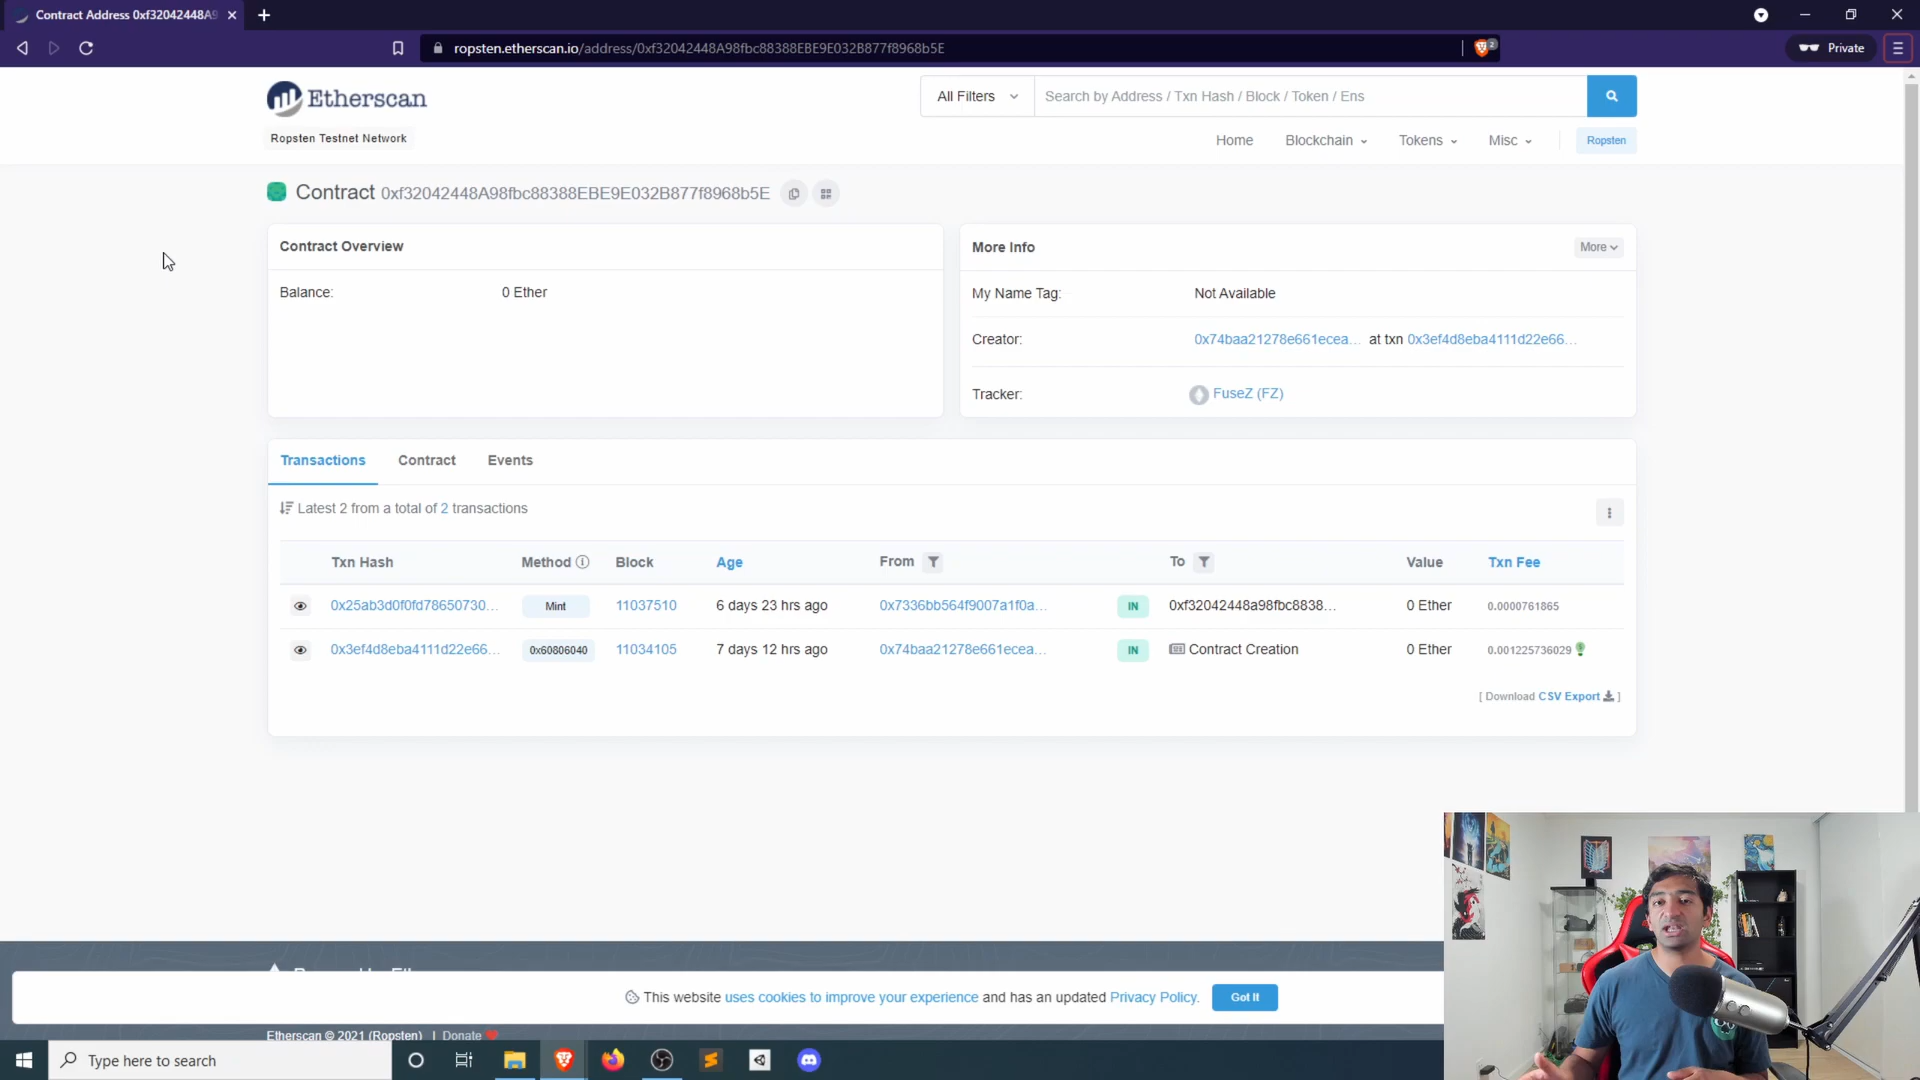 Contract Address 0xf32042448A9
ropsten.etherscan.io/address/0xf32042448A98fbc88388EBE9E032B877f8968b5E
2
Private
Etherscan
All Filters
Search by Address / Txn Hash / Block / Token / Ens
Ropsten Testnet Network
Home
Blockchain
Tokens
Misc
Ropsten
Contract 0xf32042448A98fbc88388EBE9E032B877f8968b5E
Contract Overview
Balance:
0 Ether
More Info
More
My Name Tag:
Not Available
Creator:
0x74baa21278e661ecea... at txn 0x3ef4d8eba4111d22e66...
Tracker:
FuseZ (FZ)
Transactions
Contract
Events
Latest 2 from a total of 2 transactions
Txn Hash Method Block Age From To Value Txn Fee
0x25ab3d0f0fd78650730... Mint 11037510 6 days 23 hrs ago 0x7336bb564f9007a1f0a... IN 0xf32042448a98fbc8838... 0 Ether 0.0000761865
0x3ef4d8eba4111d22e66... 0x60806040 11034105 7 days 12 hrs ago 0x74baa21278e661ecea... IN Contract Creation 0 Ether 0.001225736029
[ Download CSV Export ]
This website uses cookies to improve your experience and has an updated Privacy Policy.
Got It
Etherscan © 2021 (Ropsten) | Donate
Type here to search